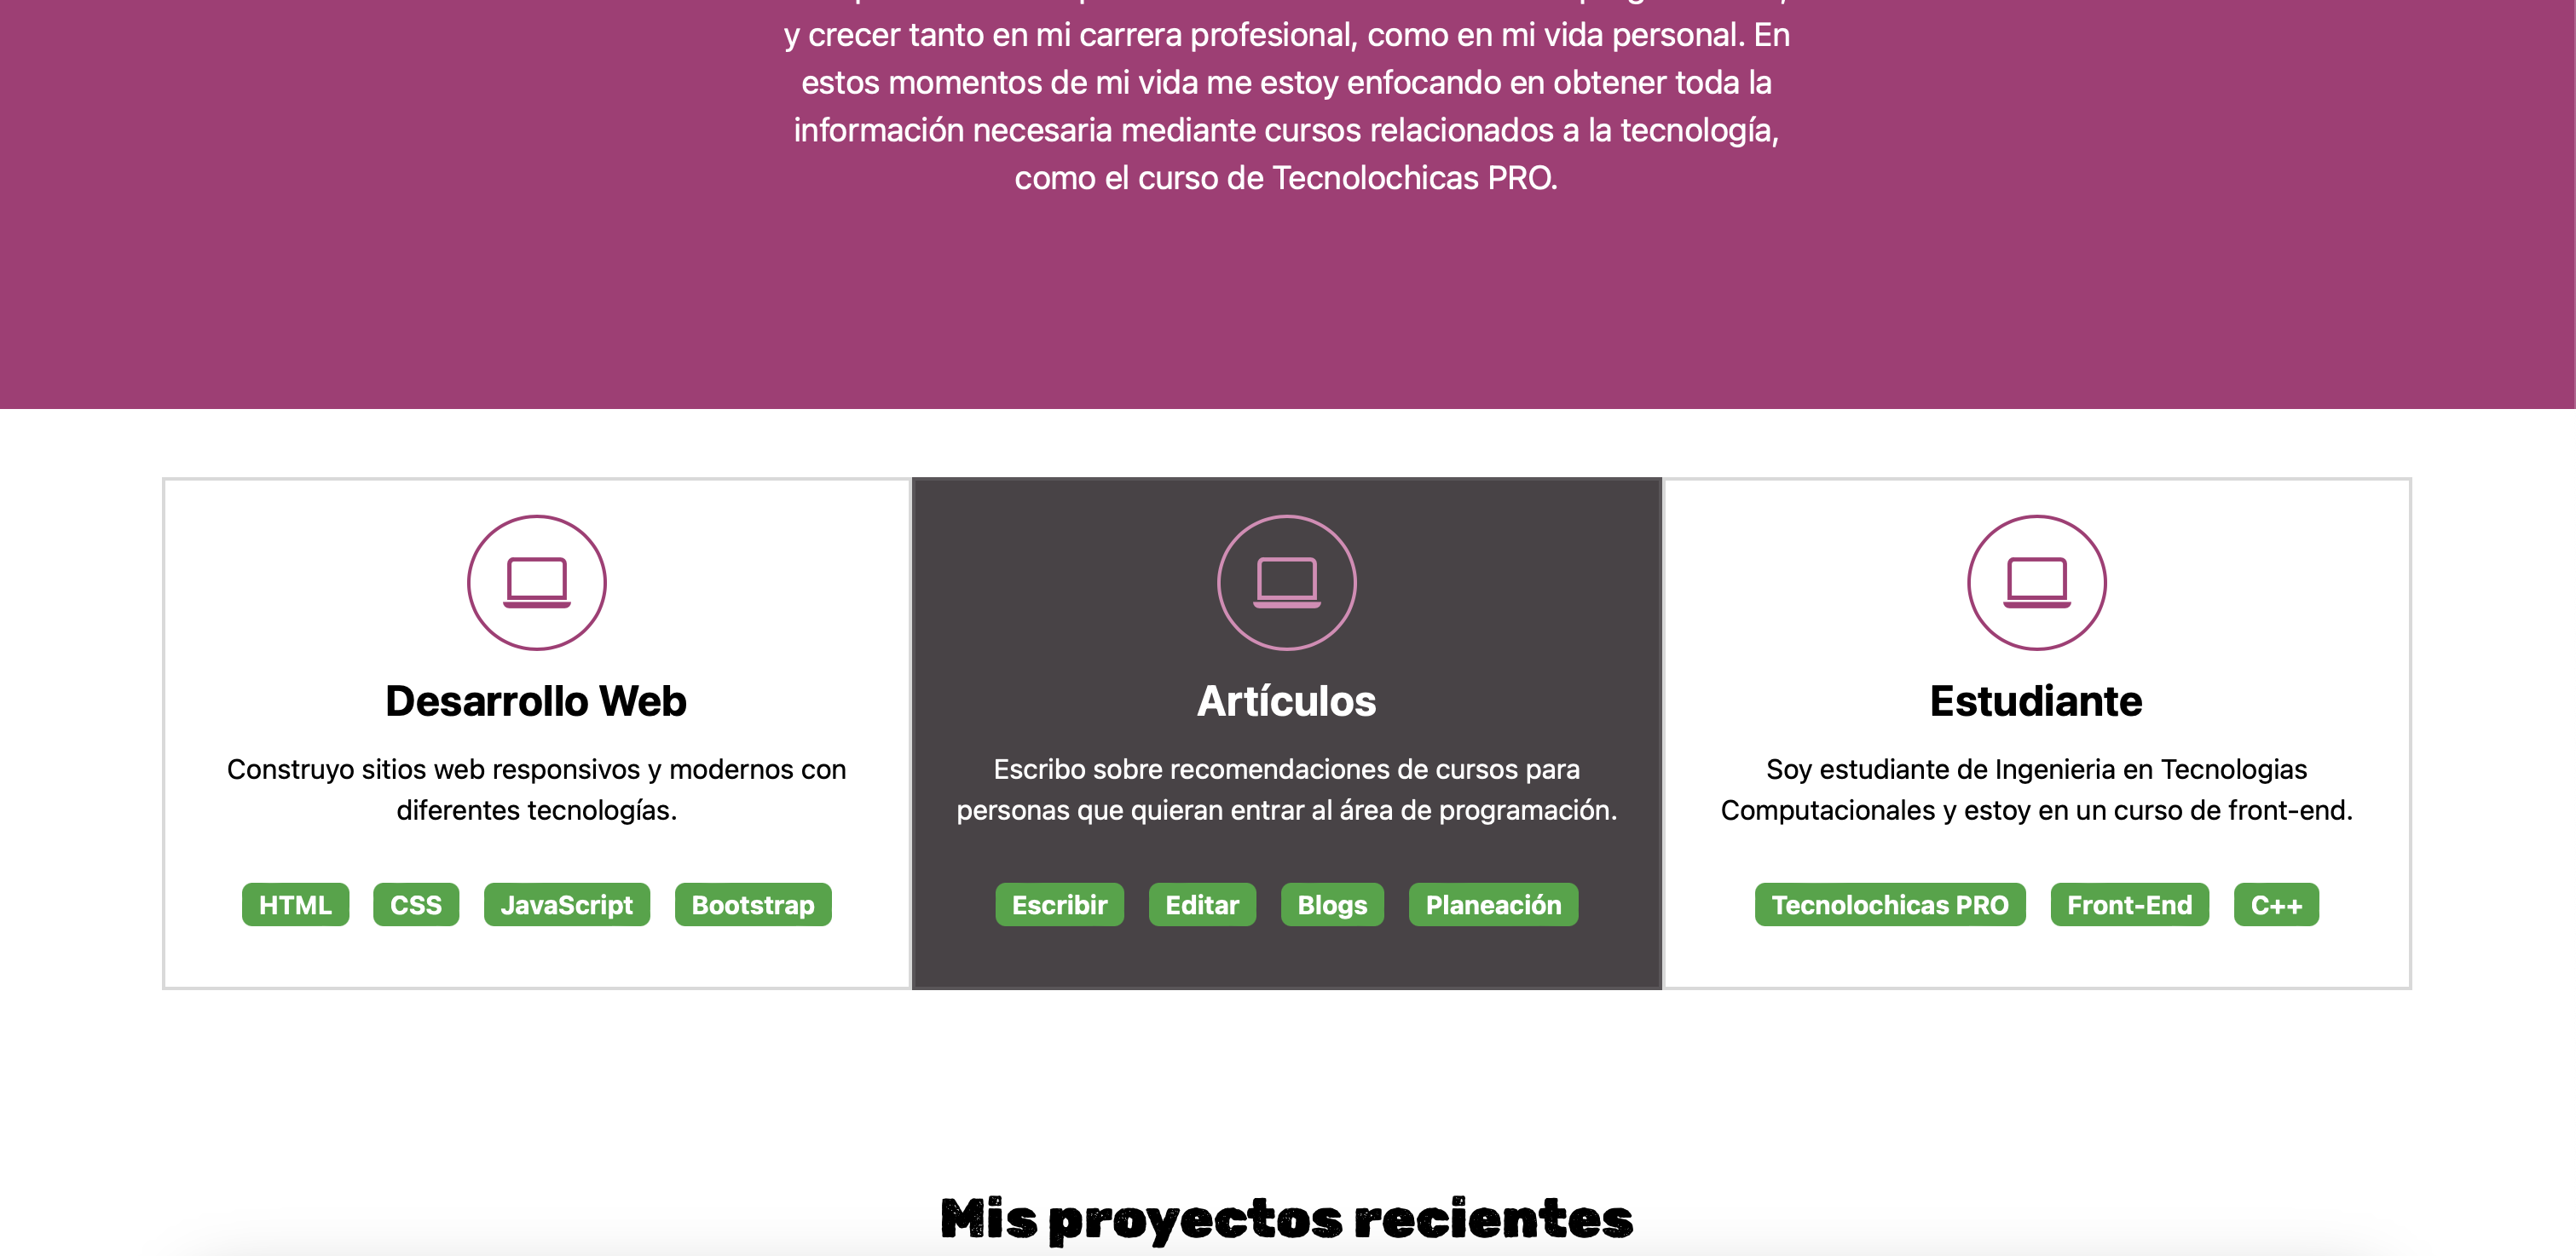 y crecer tanto en mi carrera profesional, como en mi vida personal. En
estos momentos de mi vida me estoy enfocando en obtener toda la
información necesaria mediante cursos relacionados a la tecnología,
como el curso de Tecnolochicas PRO.
Desarrollo Web
Construyo sitios web responsivos y modernos con
diferentes tecnologías.
HTML CSS JavaScript Bootstrap
Artículos
Escribo sobre recomendaciones de cursos para
personas que quieran entrar al área de programación.
Escribir Editar Blogs Planeación
Estudiante
Soy estudiante de Ingenieria en Tecnologias
Computacionales y estoy en un curso de front-end.
Tecnolochicas PRO Front-End C++
Mis proyectos recientes